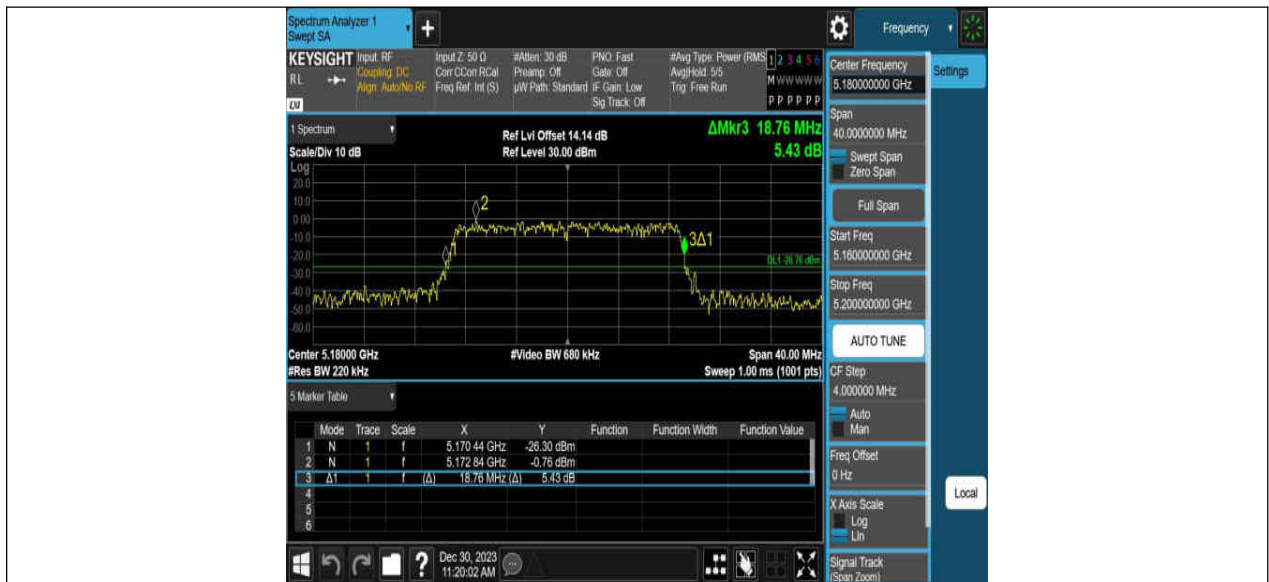 Spectrum Analyzer 1
Swept SA
+
Frequency
KEYSIGHT
RL
LXI
Input: RF
Coupling: DC
Align: Auto/No RF
Input Z: 50 Ω
Corr CCorr RCal
Freq Ref: Int (S)
#Atten: 30 dB
Preamp: Off
µW Path: Standard
PNO: Fast
Gate: Off
IF Gain: Low
Sig Track: Off
#Avg Type: Power (RMS
Avg|Hold: 5/5
Trig: Free Run
1 2 3 4 5 6
M W W W W W
P P P P P P
1 Spectrum
Scale/Div 10 dB
Ref Lvl Offset 14.14 dB
Ref Level 30.00 dBm
ΔMkr3 18.76 MHz
5.43 dB
Log
20.0
10.0
0.00
-10.0
-20.0
-30.0
-40.0
-50.0
-60.0
2
3Δ1
DL1 -26.76 dBm
Center 5.18000 GHz
#Res BW 220 kHz
#Video BW 680 kHz
Span 40.00 MHz
Sweep 1.00 ms (1001 pts)
5 Marker Table
Mode Trace Scale X Y Function Function Width Function Value
1 N 1 f 5.170 44 GHz -26.30 dBm
2 N 1 f 5.172 84 GHz -0.76 dBm
3 Δ1 1 f (Δ) 18.76 MHz (Δ) 5.43 dB
4
5
6
Dec 30, 2023
11:20:02 AM
?
Center Frequency
5.180000000 GHz
Settings
Span
40.0000000 MHz
Swept Span
Zero Span
Full Span
Start Freq
5.160000000 GHz
Stop Freq
5.200000000 GHz
AUTO TUNE
CF Step
4.000000 MHz
Auto
Man
Freq Offset
0 Hz
X Axis Scale
Log
Lin
Signal Track
(Span Zoom)
Local